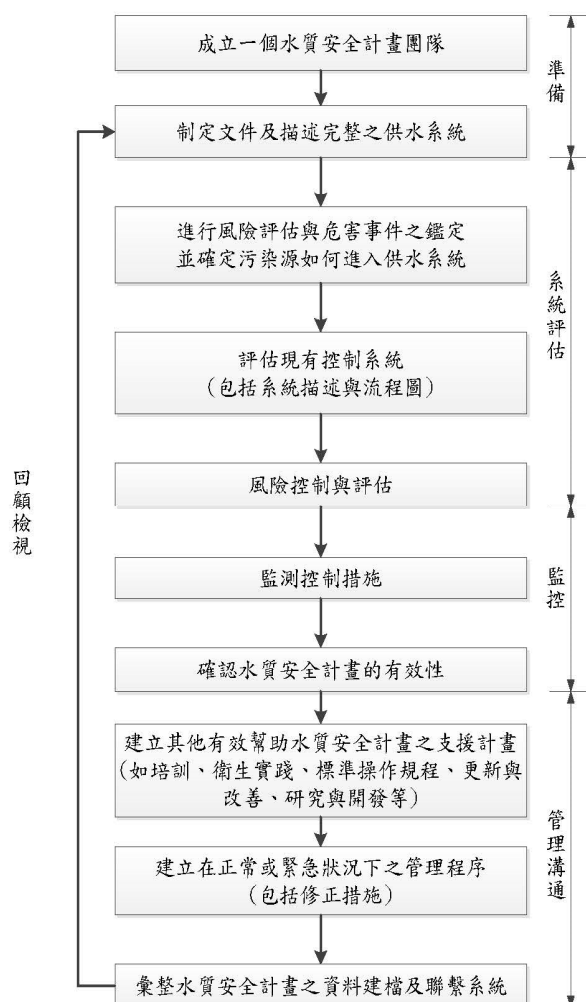 成立一個水質安全計畫團隊
準備
制定文件及描述完整之供水系統
進行風險評估與危害事件之鑑定
並確定污染源如何進入供水系統
系統評估
評估現有控制系統
(包括系統描述與流程圖)
回顧檢視
風險控制與評估
監測控制措施
監控
確認水質安全計畫的有效性
建立其他有效幫助水質安全計畫之支援計畫
(如培訓、衛生實踐、標準操作規程、更新與
改善、研究與開發等)
管理溝通
建立在正常或緊急狀況下之管理程序
(包括修正措施)
彙整水質安全計畫之資料建檔及聯繫系統